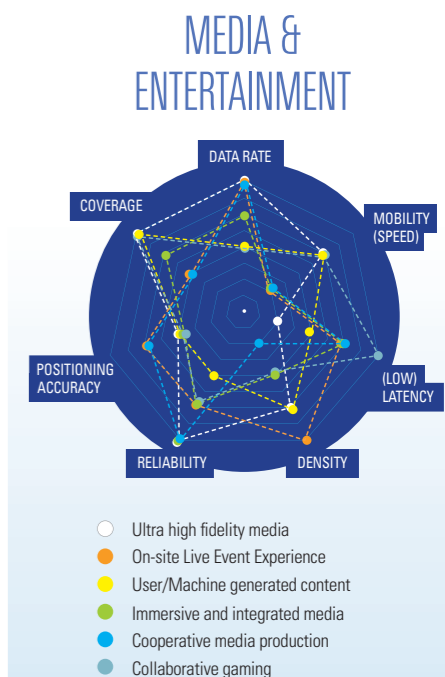 MEDIA &
ENTERTAINMENT
DATA RATE
COVERAGE
MOBILITY
(SPEED)
POSITIONING
ACCURACY
(LOW)
LATENCY
RELIABILITY
DENSITY
Ultra high fidelity media
On-site Live Event Experience
User/Machine generated content
Immersive and integrated media
Cooperative media production
Collaborative gaming